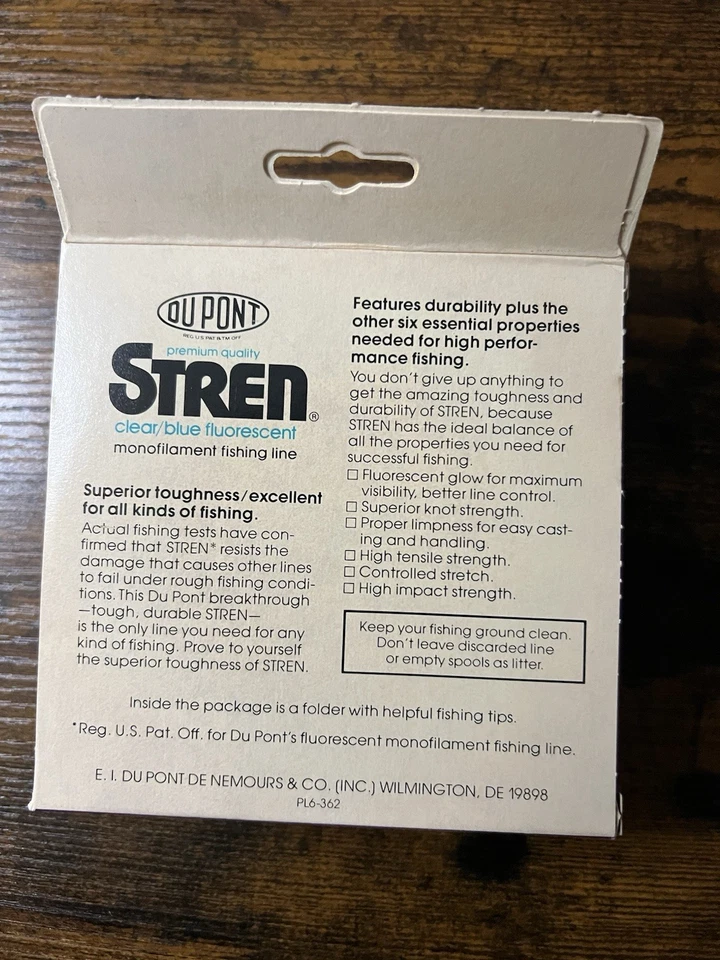 DU PONT
REG. U.S. PAT. & TM. OFF.
premium quality
STREN®
clear/blue fluorescent
monofilament fishing line
Superior toughness/excellent
for all kinds of fishing.
Actual fishing tests have con-
firmed that STREN* resists the
damage that causes other lines
to fail under rough fishing condi-
tions. This Du Pont breakthrough
—tough, durable STREN—
is the only line you need for any
kind of fishing. Prove to yourself
the superior toughness of STREN.
Features durability plus the
other six essential properties
needed for high perfor-
mance fishing.
You don't give up anything to
get the amazing toughness and
durability of STREN, because
STREN has the ideal balance of
all the properties you need for
successful fishing.
☐ Fluorescent glow for maximum
visibility, better line control.
☐ Superior knot strength.
☐ Proper limpness for easy cast-
ing and handling.
☐ High tensile strength.
☐ Controlled stretch.
☐ High impact strength.
Keep your fishing ground clean.
Don't leave discarded line
or empty spools as litter.
Inside the package is a folder with helpful fishing tips.
*Reg. U.S. Pat. Off. for Du Pont's fluorescent monofilament fishing line.
E. I. DU PONT DE NEMOURS & CO. (INC.) WILMINGTON, DE 19898
PL6-362